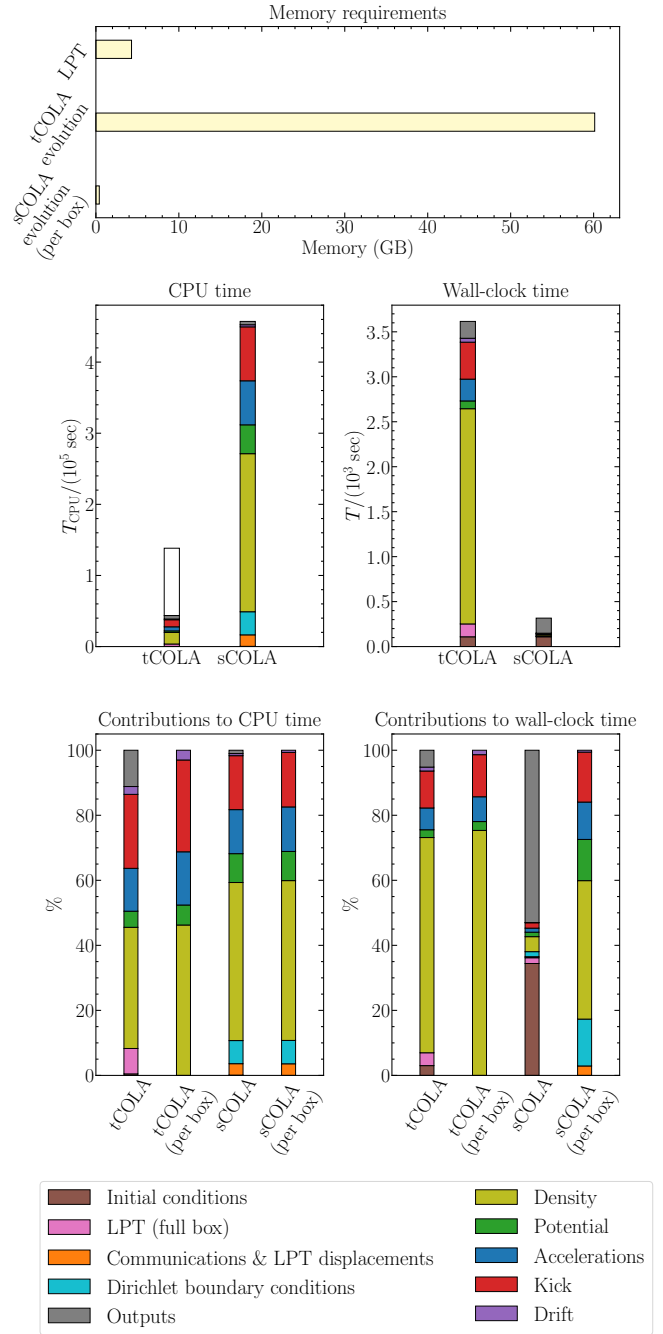 Memory requirements
LPT
tCOLA
evolution
sCOLA
evolution
(per box)
0 10 20 30 40 50 60
Memory (GB)
CPU time
T_CPU/(10^5 sec)
4
3
2
1
0
tCOLA sCOLA
Wall-clock time
T/(10^3 sec)
3.5
3.0
2.5
2.0
1.5
1.0
0.5
0.0
tCOLA sCOLA
Contributions to CPU time
%
100
80
60
40
20
0
tCOLA
tCOLA
(per box)
sCOLA
sCOLA
(per box)
Contributions to wall-clock time
%
100
80
60
40
20
0
tCOLA
tCOLA
(per box)
sCOLA
sCOLA
(per box)
Initial conditions
LPT (full box)
Communications & LPT displacements
Dirichlet boundary conditions
Outputs
Density
Potential
Accelerations
Kick
Drift